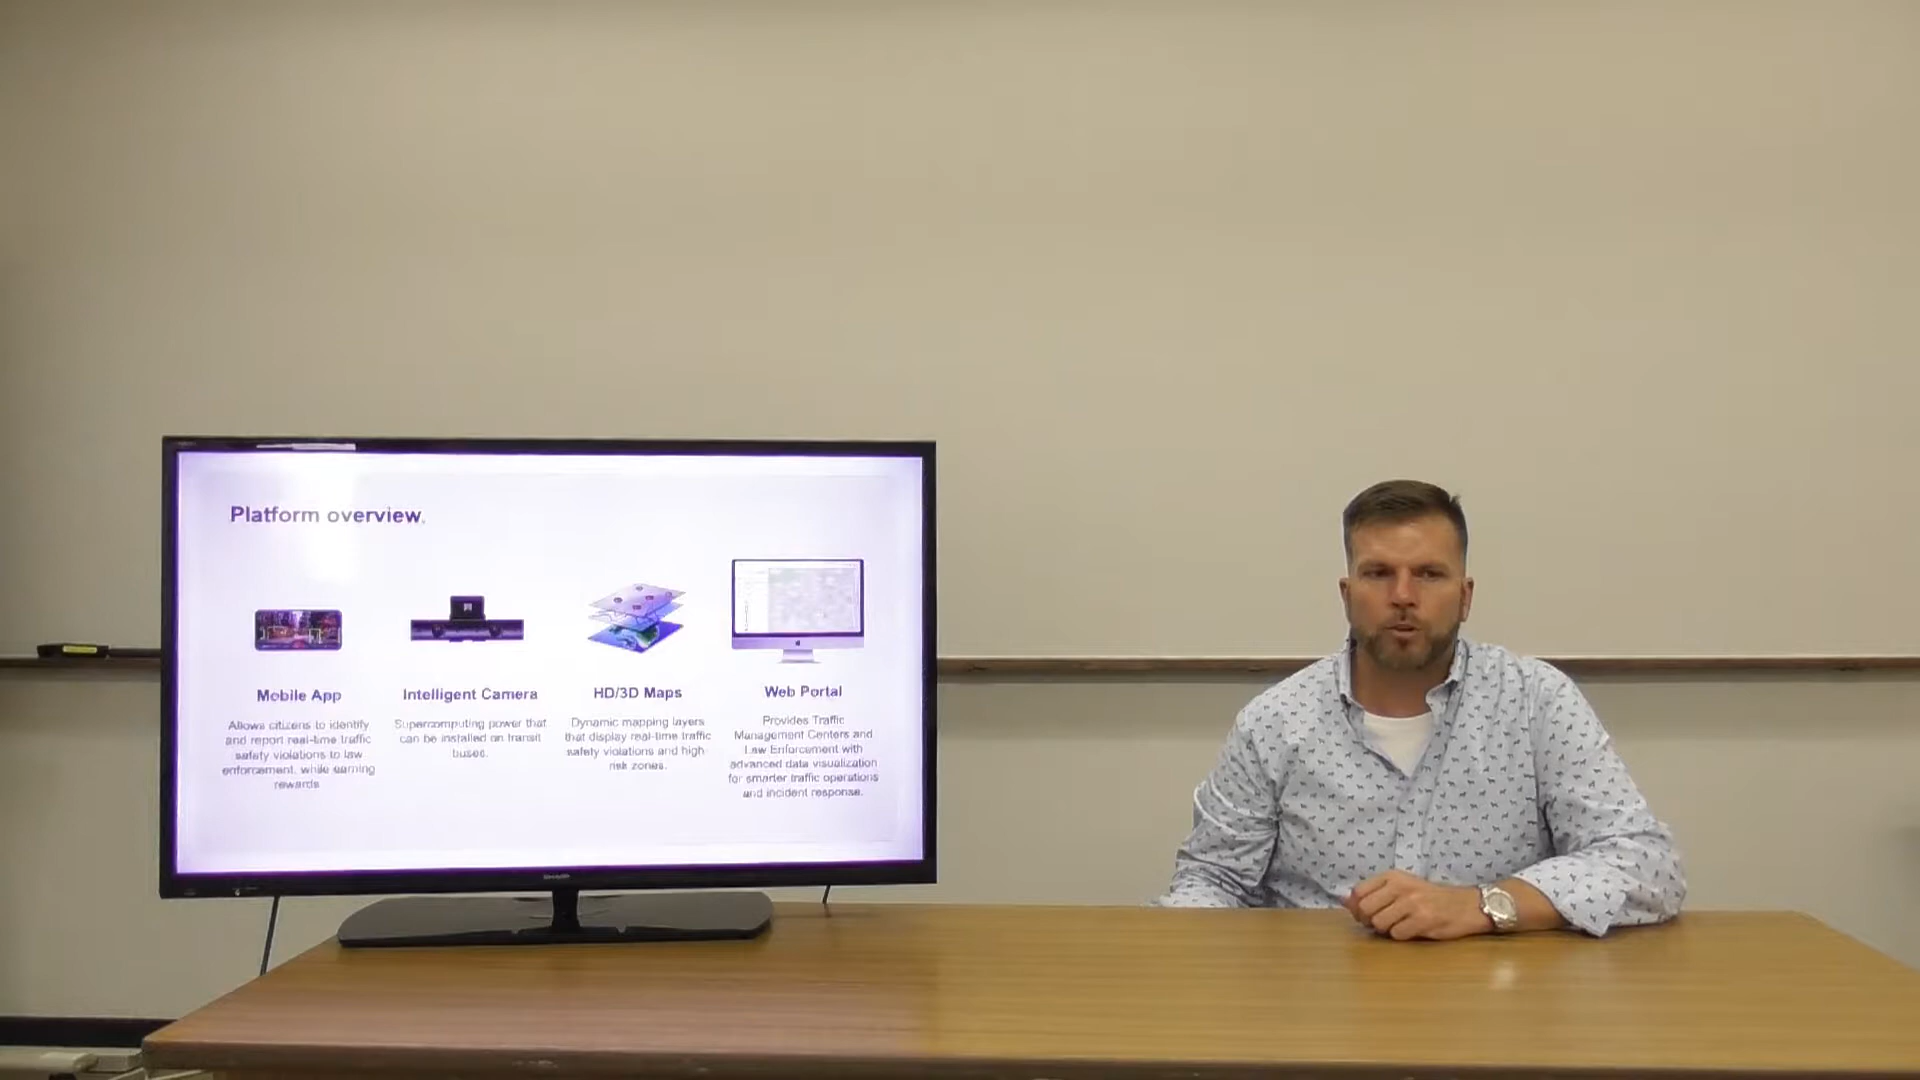 Platform overview.
Mobile App
Allows citizens to identify
and report real-time traffic
safety violations to law
enforcement, while earning
rewards
Intelligent Camera
Supercomputing power that
can be installed on transit
buses.
HD/3D Maps
Dynamic mapping layers
that display real-time traffic
safety violations and high-
risk zones.
Web Portal
Provides Traffic
Management Centers and
Law Enforcement with
advanced data visualization
for smarter traffic operations
and incident response.